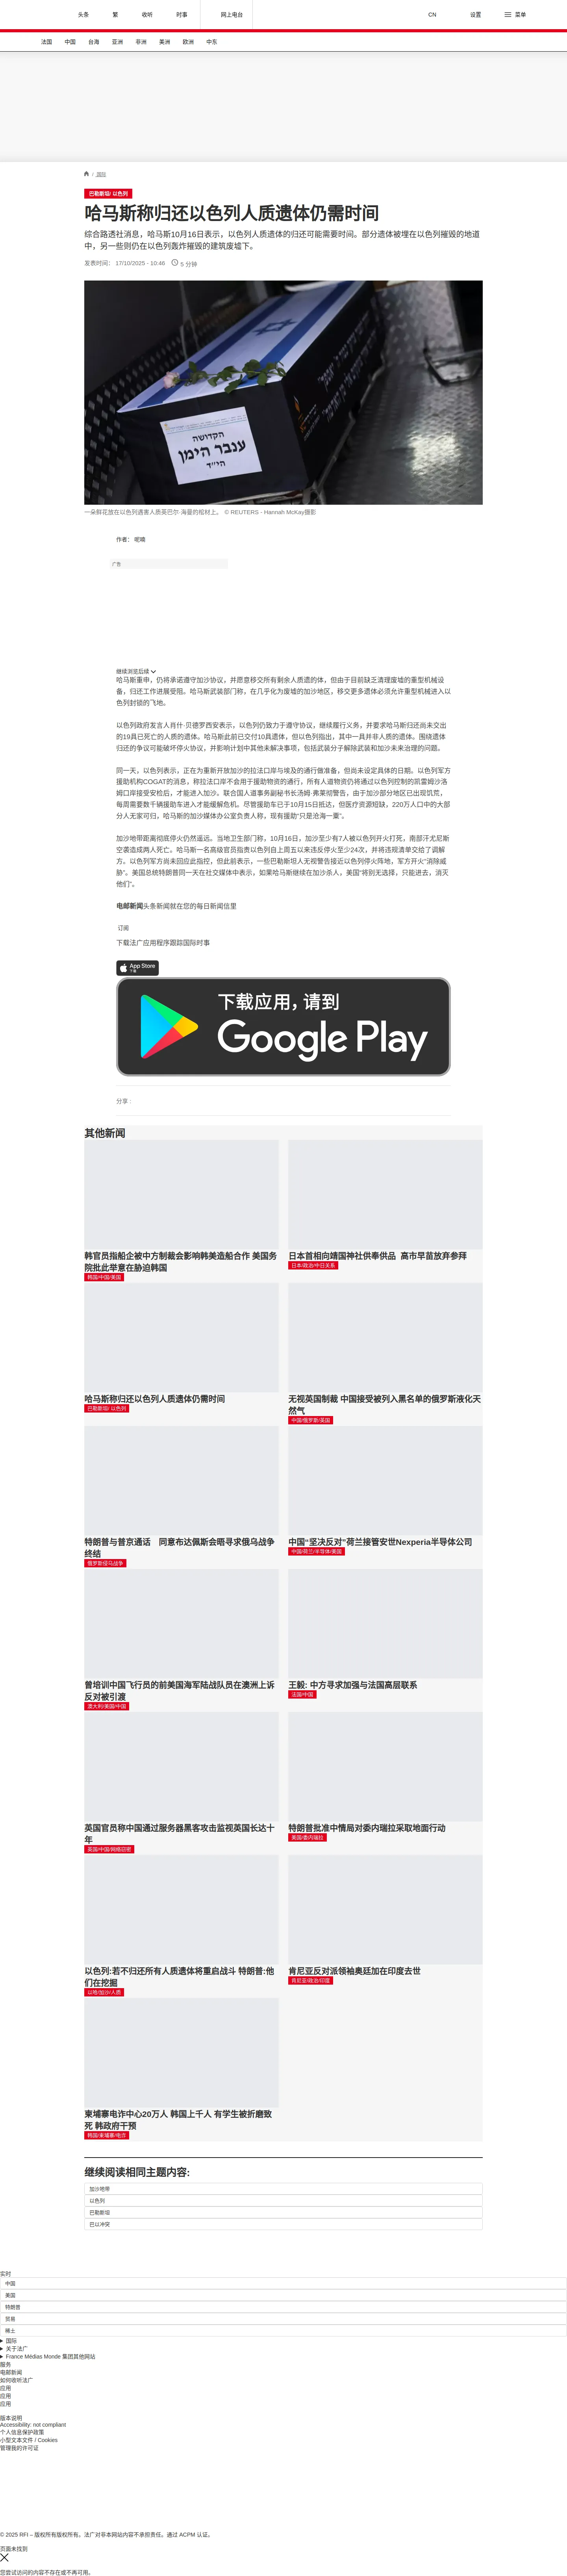 头条
繁
收听
时事
网上电台
CN
设置
菜单
法国
中国
台海
亚洲
非洲
美洲
欧洲
中东
/ 国际
巴勒斯坦/ 以色列
哈马斯称归还以色列人质遗体仍需时间
综合路透社消息，哈马斯10月16日表示，以色列人质遗体的归还可能需要时间。部分遗体被埋在以色列摧毁的地道
中，另一些则仍在以色列轰炸摧毁的建筑废墟下。
发表时间： 17/10/2025 - 10:46
5 分钟
הקדושה
ענבר הימן
הי״ד
一朵鲜花放在以色列遇害人质英巴尔·海曼的棺材上。 © REUTERS - Hannah McKay摄影
作者： 呢喃
广告
继续浏览后续
哈马斯重申，仍将承诺遵守加沙协议，并愿意移交所有剩余人质遗的体，但由于目前缺乏清理废墟的重型机械设
备，归还工作进展受阻。哈马斯武装部门称，在几乎化为废墟的加沙地区，移交更多遗体必须允许重型机械进入以
色列封锁的飞地。
以色列政府发言人肖什·贝德罗西安表示，以色列仍致力于遵守协议，继续履行义务，并要求哈马斯归还尚未交出
的19具已死亡的人质的遗体。哈马斯此前已交付10具遗体，但以色列指出，其中一具并非人质的遗体。围绕遗体
归还的争议可能破坏停火协议，并影响计划中其他未解决事项，包括武装分子解除武装和加沙未来治理的问题。
同一天，以色列表示，正在为重新开放加沙的拉法口岸与埃及的通行做准备，但尚未设定具体的日期。以色列军方
援助机构COGAT的消息，称拉法口岸不会用于援助物资的通行，所有人道物资仍将通过以色列控制的凯雷姆沙洛
姆口岸接受安检后，才能进入加沙。联合国人道事务副秘书长汤姆·弗莱彻警告，由于加沙部分地区已出现饥荒，
每周需要数千辆援助车进入才能缓解危机。尽管援助车已于10月15日抵达，但医疗资源短缺，220万人口中的大部
分人无家可归，哈马斯的加沙媒体办公室负责人称，现有援助“只是沧海一粟”。
加沙地带距离彻底停火仍然遥远。当地卫生部门称，10月16日，加沙至少有7人被以色列开火打死，南部汗尤尼斯
空袭造成两人死亡。哈马斯一名高级官员指责以色列自上周五以来违反停火至少24次，并将违规清单交给了调解
方。以色列军方尚未回应此指控，但此前表示，一些巴勒斯坦人无视警告接近以色列停火阵地，军方开火“消除威
胁”。美国总统特朗普同一天在社交媒体中表示，如果哈马斯继续在加沙杀人，美国“将别无选择，只能进去，消灭
他们”。
电邮新闻头条新闻就在您的每日新闻信里
订阅
下载法广应用程序跟踪国际时事
App Store
下载
下载应用，请到
Google Play
分享 :
其他新闻
韩官员指船企被中方制裁会影响韩美造船合作 美国务
院批此举意在胁迫韩国
韩国/中国/美国
日本首相向靖国神社供奉供品 高市早苗放弃参拜
日本/政治/中日关系
哈马斯称归还以色列人质遗体仍需时间
巴勒斯坦/ 以色列
无视英国制裁 中国接受被列入黑名单的俄罗斯液化天
然气
中国/俄罗斯/英国
特朗普与普京通话 同意布达佩斯会晤寻求俄乌战争
终结
俄罗斯侵乌战争
中国"坚决反对"荷兰接管安世Nexperia半导体公司
中国/荷兰/半导体/美国
曾培训中国飞行员的前美国海军陆战队员在澳洲上诉
反对被引渡
澳大利/美国/中国
王毅: 中方寻求加强与法国高层联系
法国/中国
英国官员称中国通过服务器黑客攻击监视英国长达十
年
英国/中国/网络窃密
特朗普批准中情局对委内瑞拉采取地面行动
美国/委内瑞拉
以色列:若不归还所有人质遗体将重启战斗 特朗普:他
们在挖掘
以哈/加沙/人质
肯尼亚反对派领袖奥廷加在印度去世
肯尼亚/政治/印度
柬埔寨电诈中心20万人 韩国上千人 有学生被折磨致
死 韩政府干预
韩国/柬埔寨/电诈
继续阅读相同主题内容:
加沙地带
以色列
巴勒斯坦
巴以冲突
实时
中国
美国
特朗普
贸易
稀土
国际
关于法广
France Médias Monde 集团其他网站
服务
电邮新闻
如何收听法广
应用
应用
应用
版本说明
Accessibility: not compliant
个人信息保护政策
小型文本文件 / Cookies
管理我的许可证
© 2025 RFI – 版权所有版权所有。法广对非本网站内容不承担责任。通过 ACPM 认证。
页面未找到
您尝试访问的内容不存在或不再可用。